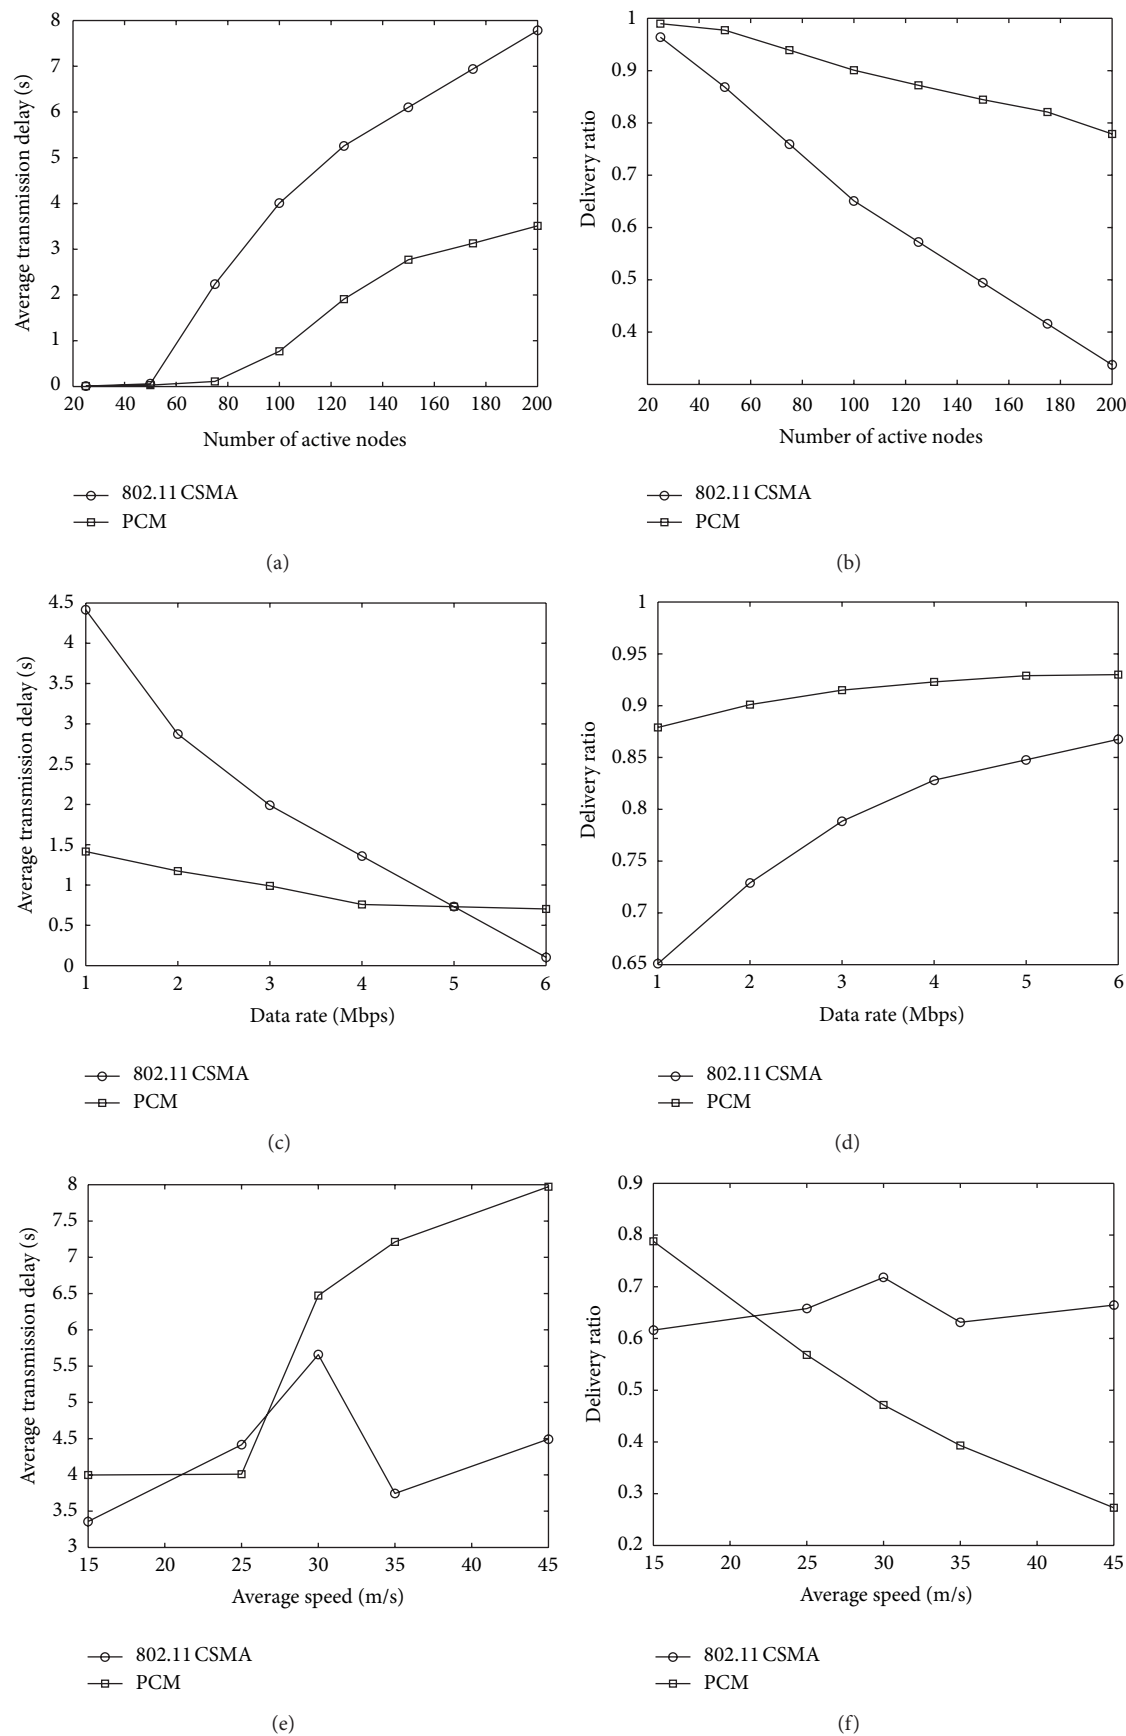 8
7
6
5
4
3
2
1
0
Average transmission delay (s)
20 40 60 80 100 120 140 160 180 200
Number of active nodes
802.11 CSMA
PCM
(a)
1
0.9
0.8
0.7
0.6
0.5
0.4
Delivery ratio
20 40 60 80 100 120 140 160 180 200
Number of active nodes
802.11 CSMA
PCM
(b)
4.5
4
3.5
3
2.5
2
1.5
1
0.5
0
Average transmission delay (s)
1 2 3 4 5 6
Data rate (Mbps)
802.11 CSMA
PCM
(c)
1
0.95
0.9
0.85
0.8
0.75
0.7
0.65
Delivery ratio
1 2 3 4 5 6
Data rate (Mbps)
802.11 CSMA
PCM
(d)
8
7.5
7
6.5
6
5.5
5
4.5
4
3.5
3
Average transmission delay (s)
15 20 25 30 35 40 45
Average speed (m/s)
802.11 CSMA
PCM
(e)
0.9
0.8
0.7
0.6
0.5
0.4
0.3
0.2
Delivery ratio
15 20 25 30 35 40 45
Average speed (m/s)
802.11 CSMA
PCM
(f)